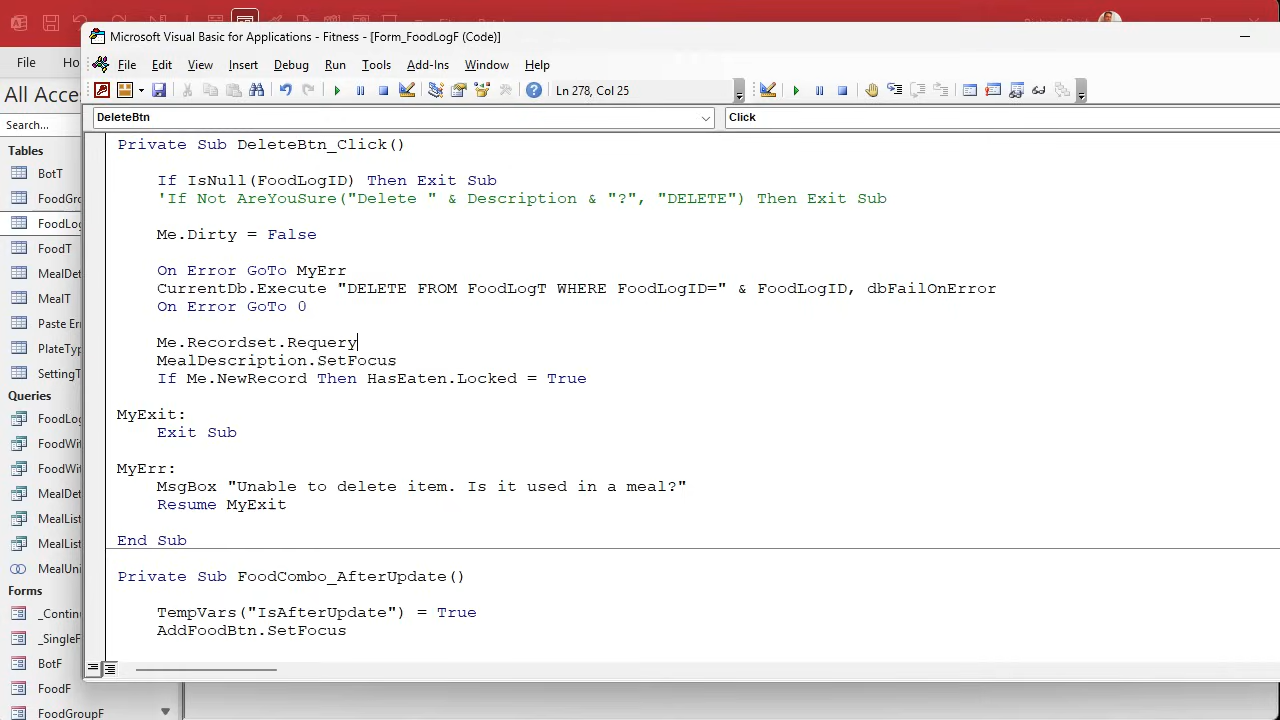 Microsoft Visual Basic for Applications - Fitness - [Form_FoodLogF (Code)]
File
File Edit View Insert Debug Run Tools Add-Ins Window Help
All Acce
Ln 278, Col 25
Search...
DeleteBtn
Click
Tables
BotT
FoodGro
FoodLog
FoodT
MealDet
MealT
Paste Err
PlateType
SettingT
Queries
FoodLog
FoodWit
FoodWit
MealDet
MealList
MealList
MealUni
Forms
_Contin
_SingleF
BotF
FoodF
FoodGroupF
Private Sub DeleteBtn_Click()
If IsNull(FoodLogID) Then Exit Sub
'If Not AreYouSure("Delete " & Description & "?", "DELETE") Then Exit Sub
Me.Dirty = False
On Error GoTo MyErr
CurrentDb.Execute "DELETE FROM FoodLogT WHERE FoodLogID=" & FoodLogID, dbFailOnError
On Error GoTo 0
Me.Recordset.Requery
MealDescription.SetFocus
If Me.NewRecord Then HasEaten.Locked = True
MyExit:
Exit Sub
MyErr:
MsgBox "Unable to delete item. Is it used in a meal?"
Resume MyExit
End Sub
Private Sub FoodCombo_AfterUpdate()
TempVars("IsAfterUpdate") = True
AddFoodBtn.SetFocus